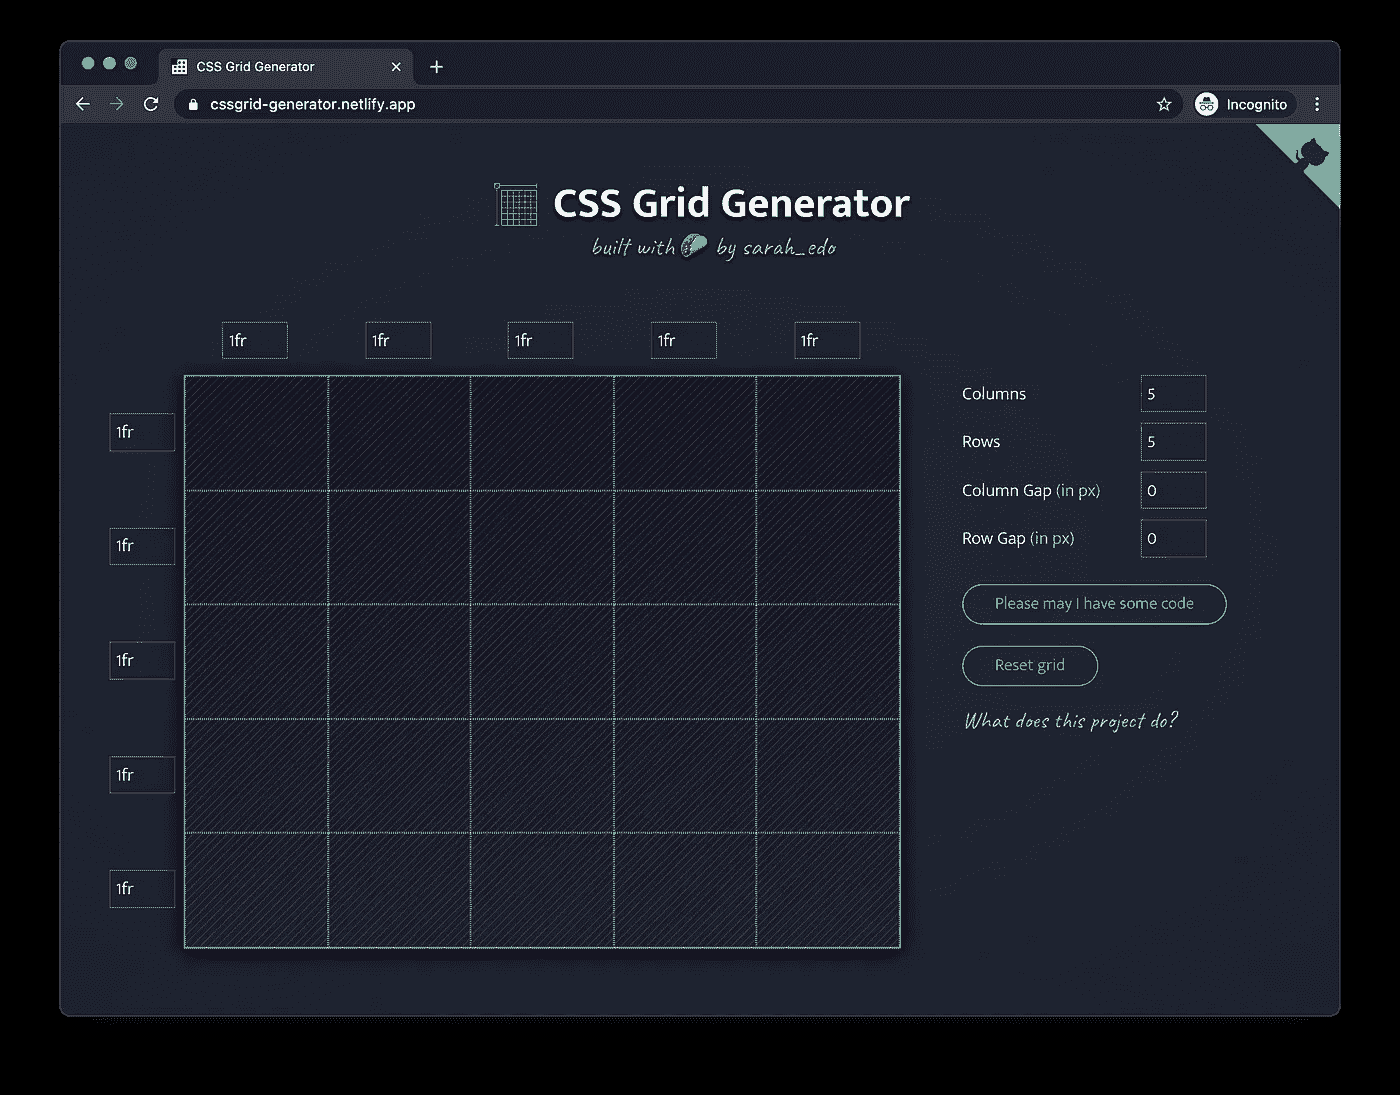 CSS Grid Generator
cssgrid-generator.netlify.app
Incognito
CSS Grid Generator
built with by sarah_edo
1fr 1fr 1fr 1fr 1fr
1fr
1fr
1fr
1fr
1fr
Columns 5
Rows 5
Column Gap (in px) 0
Row Gap (in px) 0
Please may I have some code
Reset grid
What does this project do?